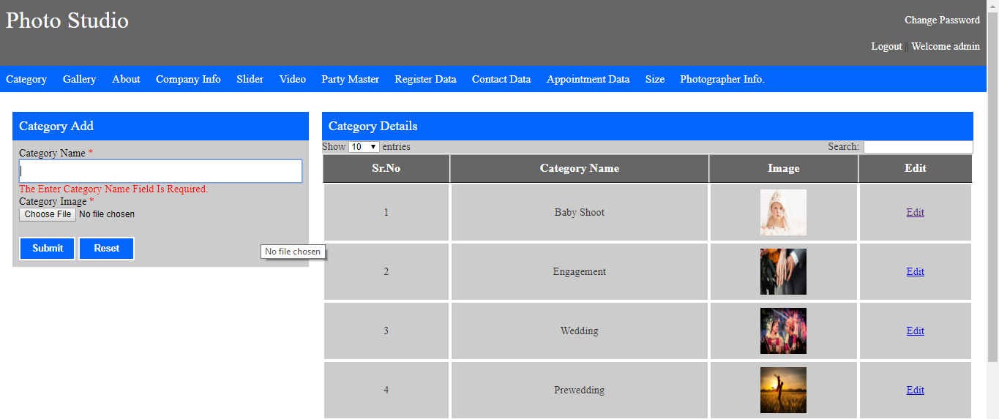 Photo Studio
Change Password
Logout || Welcome admin
Category Gallery About Company Info Slider Video Party Master Register Data Contact Data Appointment Data Size Photographer Info.
Category Add
Category Name *
The Enter Category Name Field Is Required.
Category Image *
Choose File No file chosen
Submit Reset
No file chosen
Category Details
Show 10 entries Search:
Sr.No Category Name Image Edit
1 Baby Shoot Edit
2 Engagement Edit
3 Wedding Edit
4 Prewedding Edit